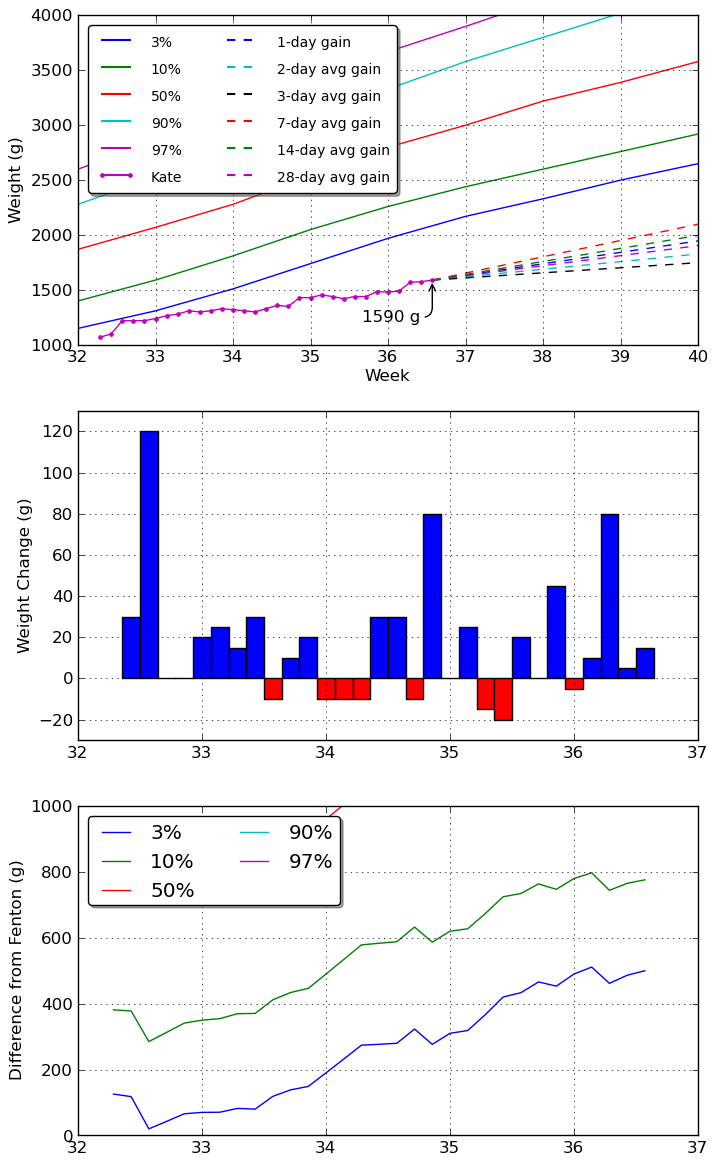 4000
3500
3000
2500
2000
1500
1000
Weight (g)
3%
10%
50%
90%
97%
Kate
1-day gain
2-day avg gain
3-day avg gain
7-day avg gain
14-day avg gain
28-day avg gain
1590 g
32 33 34 35 36 37 38 39 40
Week
120
100
80
60
40
20
0
−20
Weight Change (g)
32 33 34 35 36 37
1000
800
600
400
200
0
Difference from Fenton (g)
3%
10%
50%
90%
97%
32 33 34 35 36 37